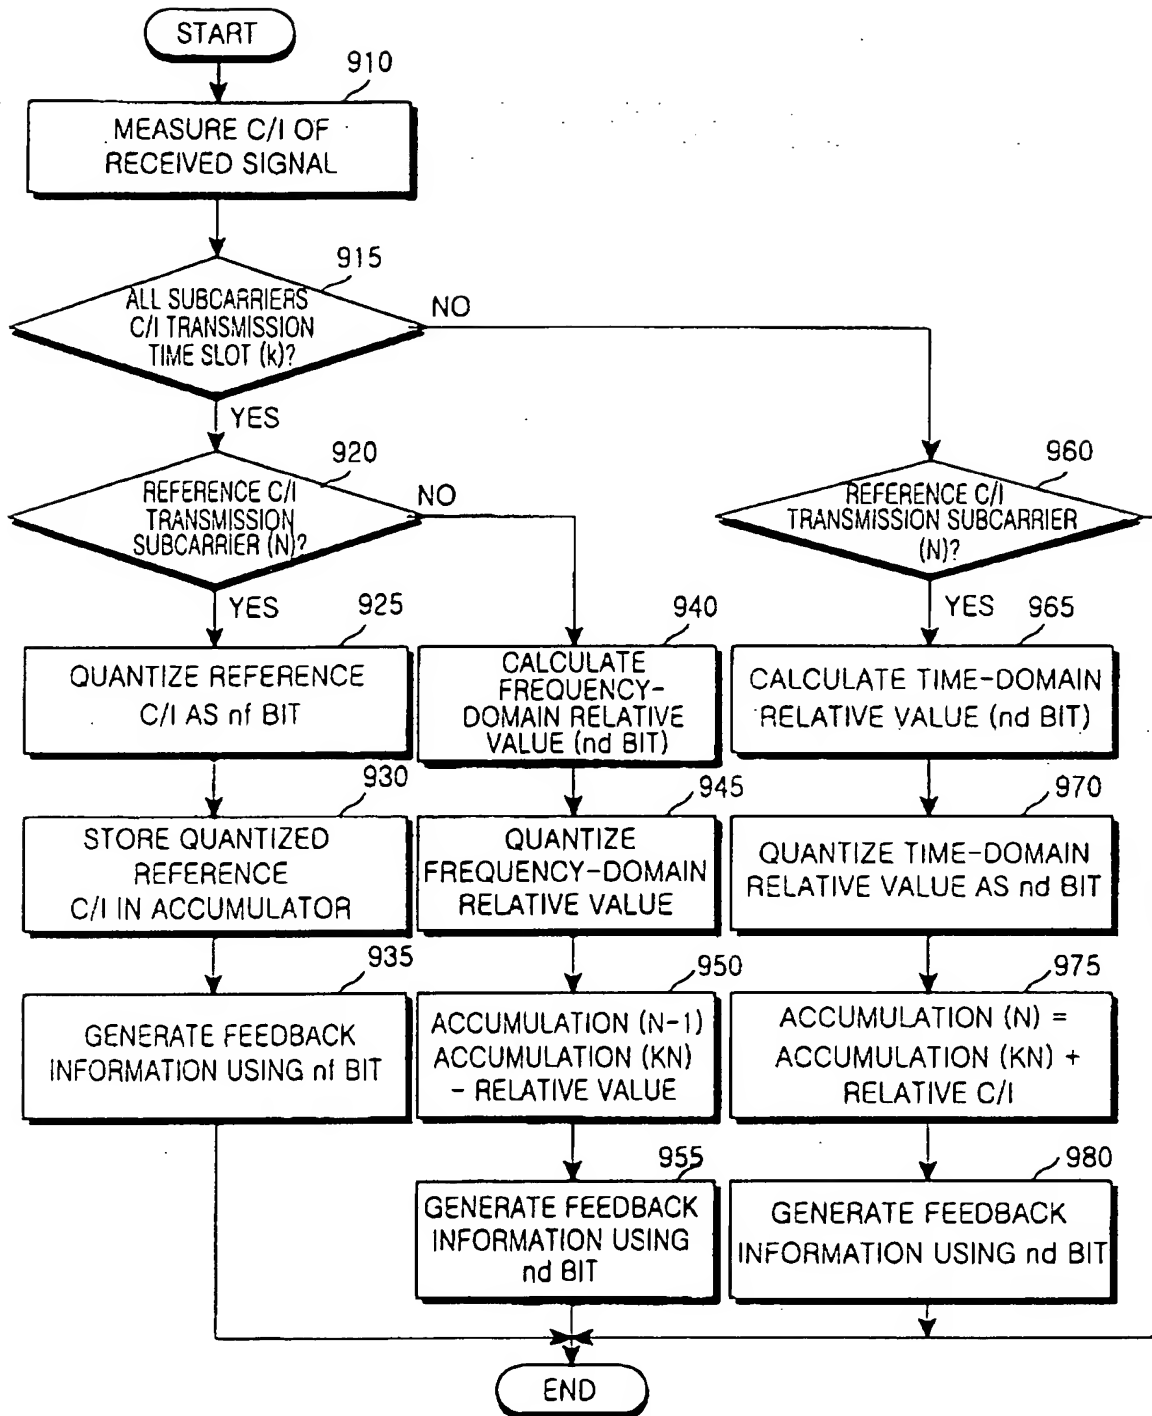 START
910
MEASURE C/I OF
RECEIVED SIGNAL
915
ALL SUBCARRIERS
C/I TRANSMISSION
TIME SLOT (k)?
NO
YES
920
REFERENCE C/I
TRANSMISSION
SUBCARRIER (N)?
NO
YES
960
REFERENCE C/I
TRANSMISSION SUBCARRIER
(N)?
YES
925
QUANTIZE REFERENCE
C/I AS nf BIT
930
STORE QUANTIZED
REFERENCE
C/I IN ACCUMULATOR
935
GENERATE FEEDBACK
INFORMATION USING nf BIT
940
CALCULATE
FREQUENCY-
DOMAIN RELATIVE
VALUE (nd BIT)
945
QUANTIZE
FREQUENCY-DOMAIN
RELATIVE VALUE
950
ACCUMULATION (N-1)
ACCUMULATION (KN)
- RELATIVE VALUE
955
GENERATE FEEDBACK
INFORMATION USING
nd BIT
965
CALCULATE TIME-DOMAIN
RELATIVE VALUE (nd BIT)
970
QUANTIZE TIME-DOMAIN
RELATIVE VALUE AS nd BIT
975
ACCUMULATION (N) =
ACCUMULATION (KN) +
RELATIVE C/I
980
GENERATE FEEDBACK
INFORMATION USING nd BIT
END